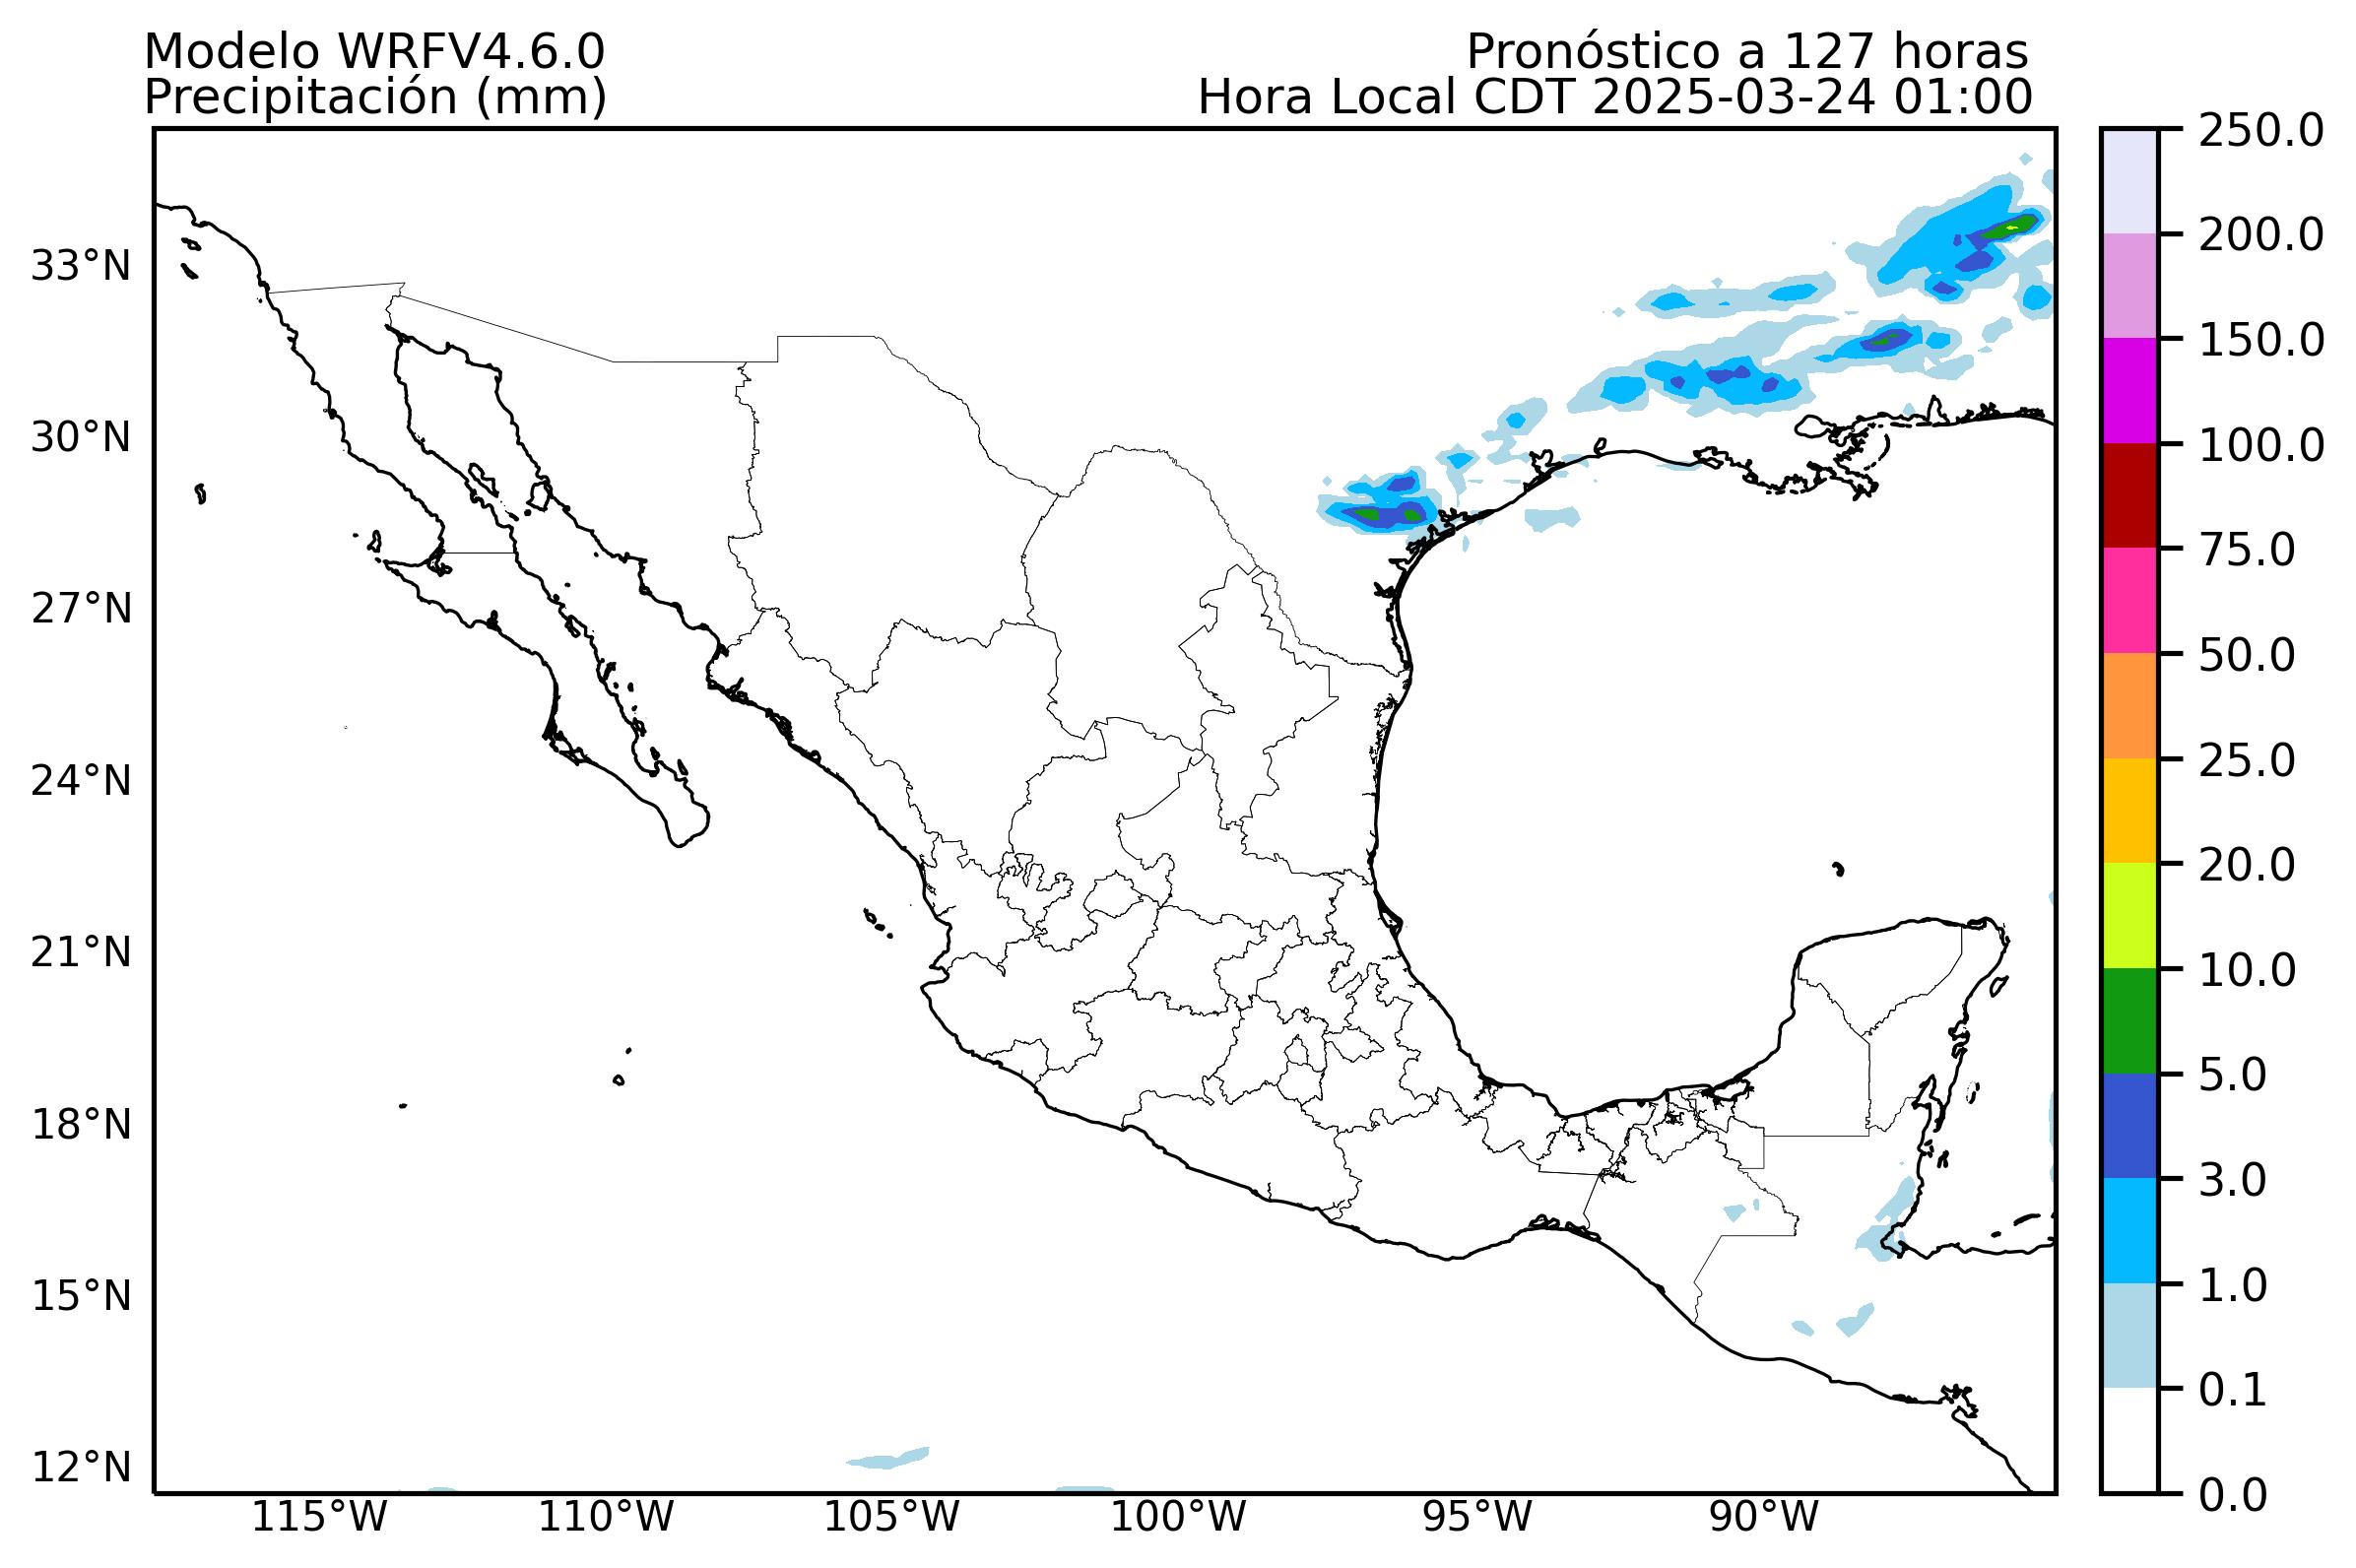 Modelo WRFV4.6.0
Precipitación (mm)
Pronóstico a 127 horas
Hora Local CDT 2025-03-24 01:00
33°N
30°N
27°N
24°N
21°N
18°N
15°N
12°N
115°W
110°W
105°W
100°W
95°W
90°W
250.0
200.0
150.0
100.0
75.0
50.0
25.0
20.0
10.0
5.0
3.0
1.0
0.1
0.0